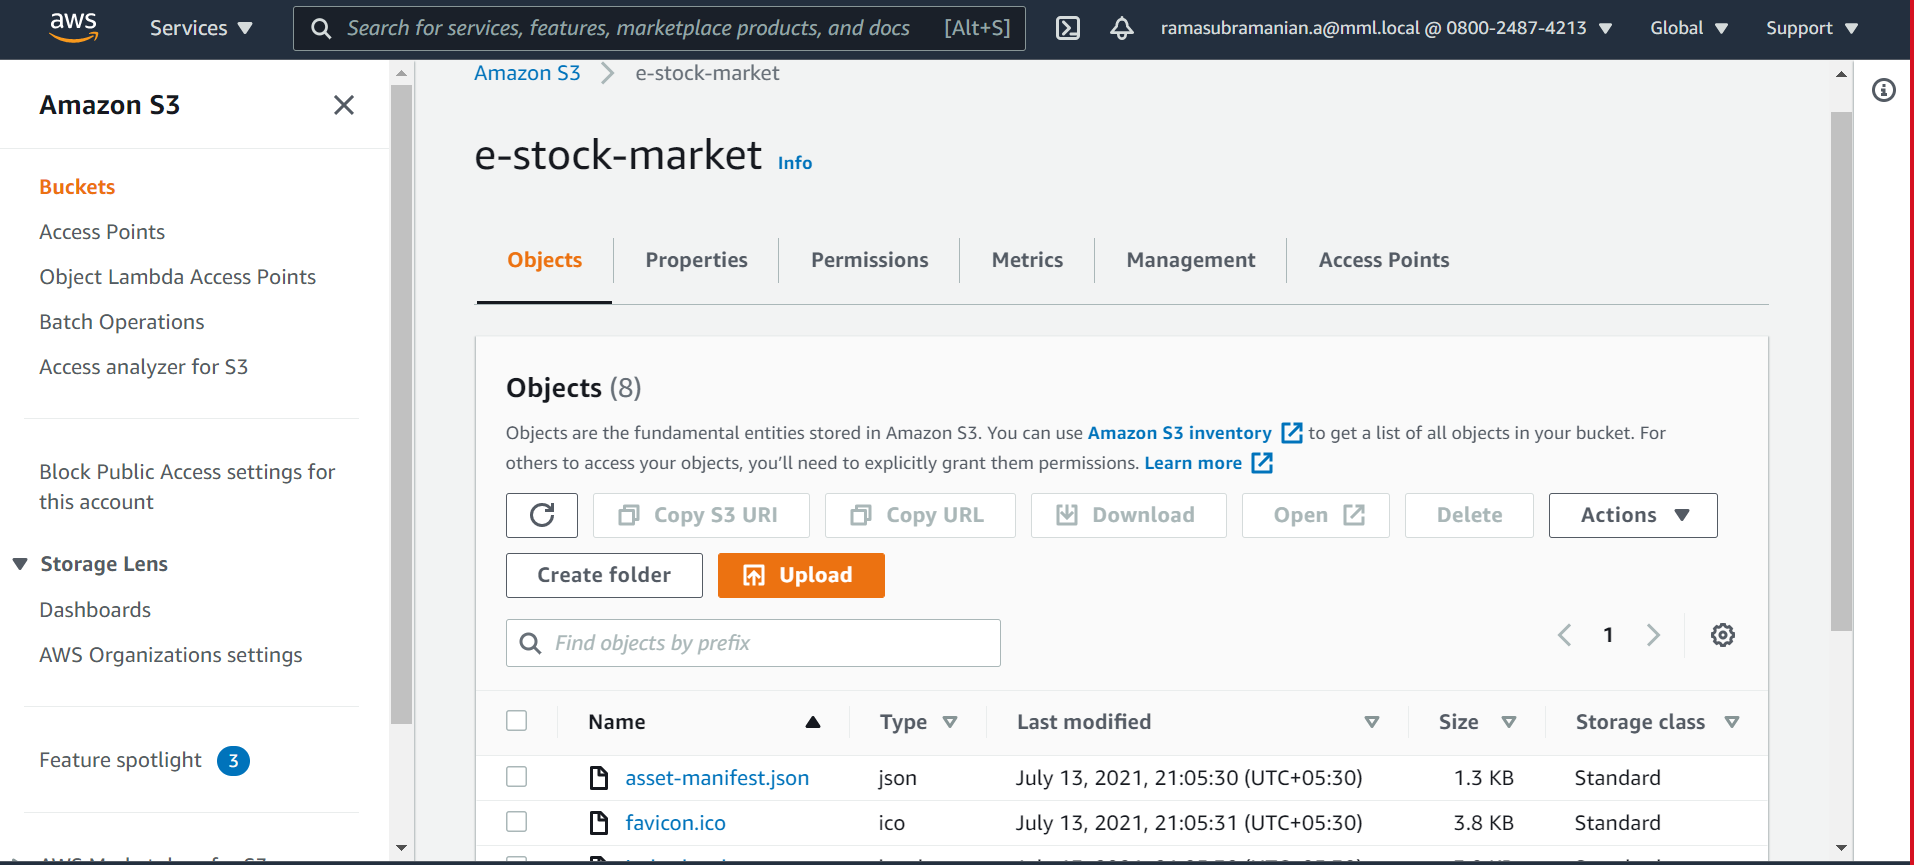 aws
Services
Search for services, features, marketplace products, and docs [Alt+S]
ramasubramanian.a@mml.local @ 0800-2487-4213
Global
Support
Amazon S3
Buckets
Access Points
Object Lambda Access Points
Batch Operations
Access analyzer for S3
Block Public Access settings for
this account
Storage Lens
Dashboards
AWS Organizations settings
Feature spotlight 3
Amazon S3 e-stock-market
e-stock-market Info
Objects Properties Permissions Metrics Management Access Points
Objects (8)
Objects are the fundamental entities stored in Amazon S3. You can use Amazon S3 inventory to get a list of all objects in your bucket. For
others to access your objects, you'll need to explicitly grant them permissions. Learn more
Copy S3 URI Copy URL Download Open Delete Actions
Create folder Upload
Find objects by prefix
1
Name Type Last modified Size Storage class
asset-manifest.json json July 13, 2021, 21:05:30 (UTC+05:30) 1.3 KB Standard
favicon.ico ico July 13, 2021, 21:05:31 (UTC+05:30) 3.8 KB Standard